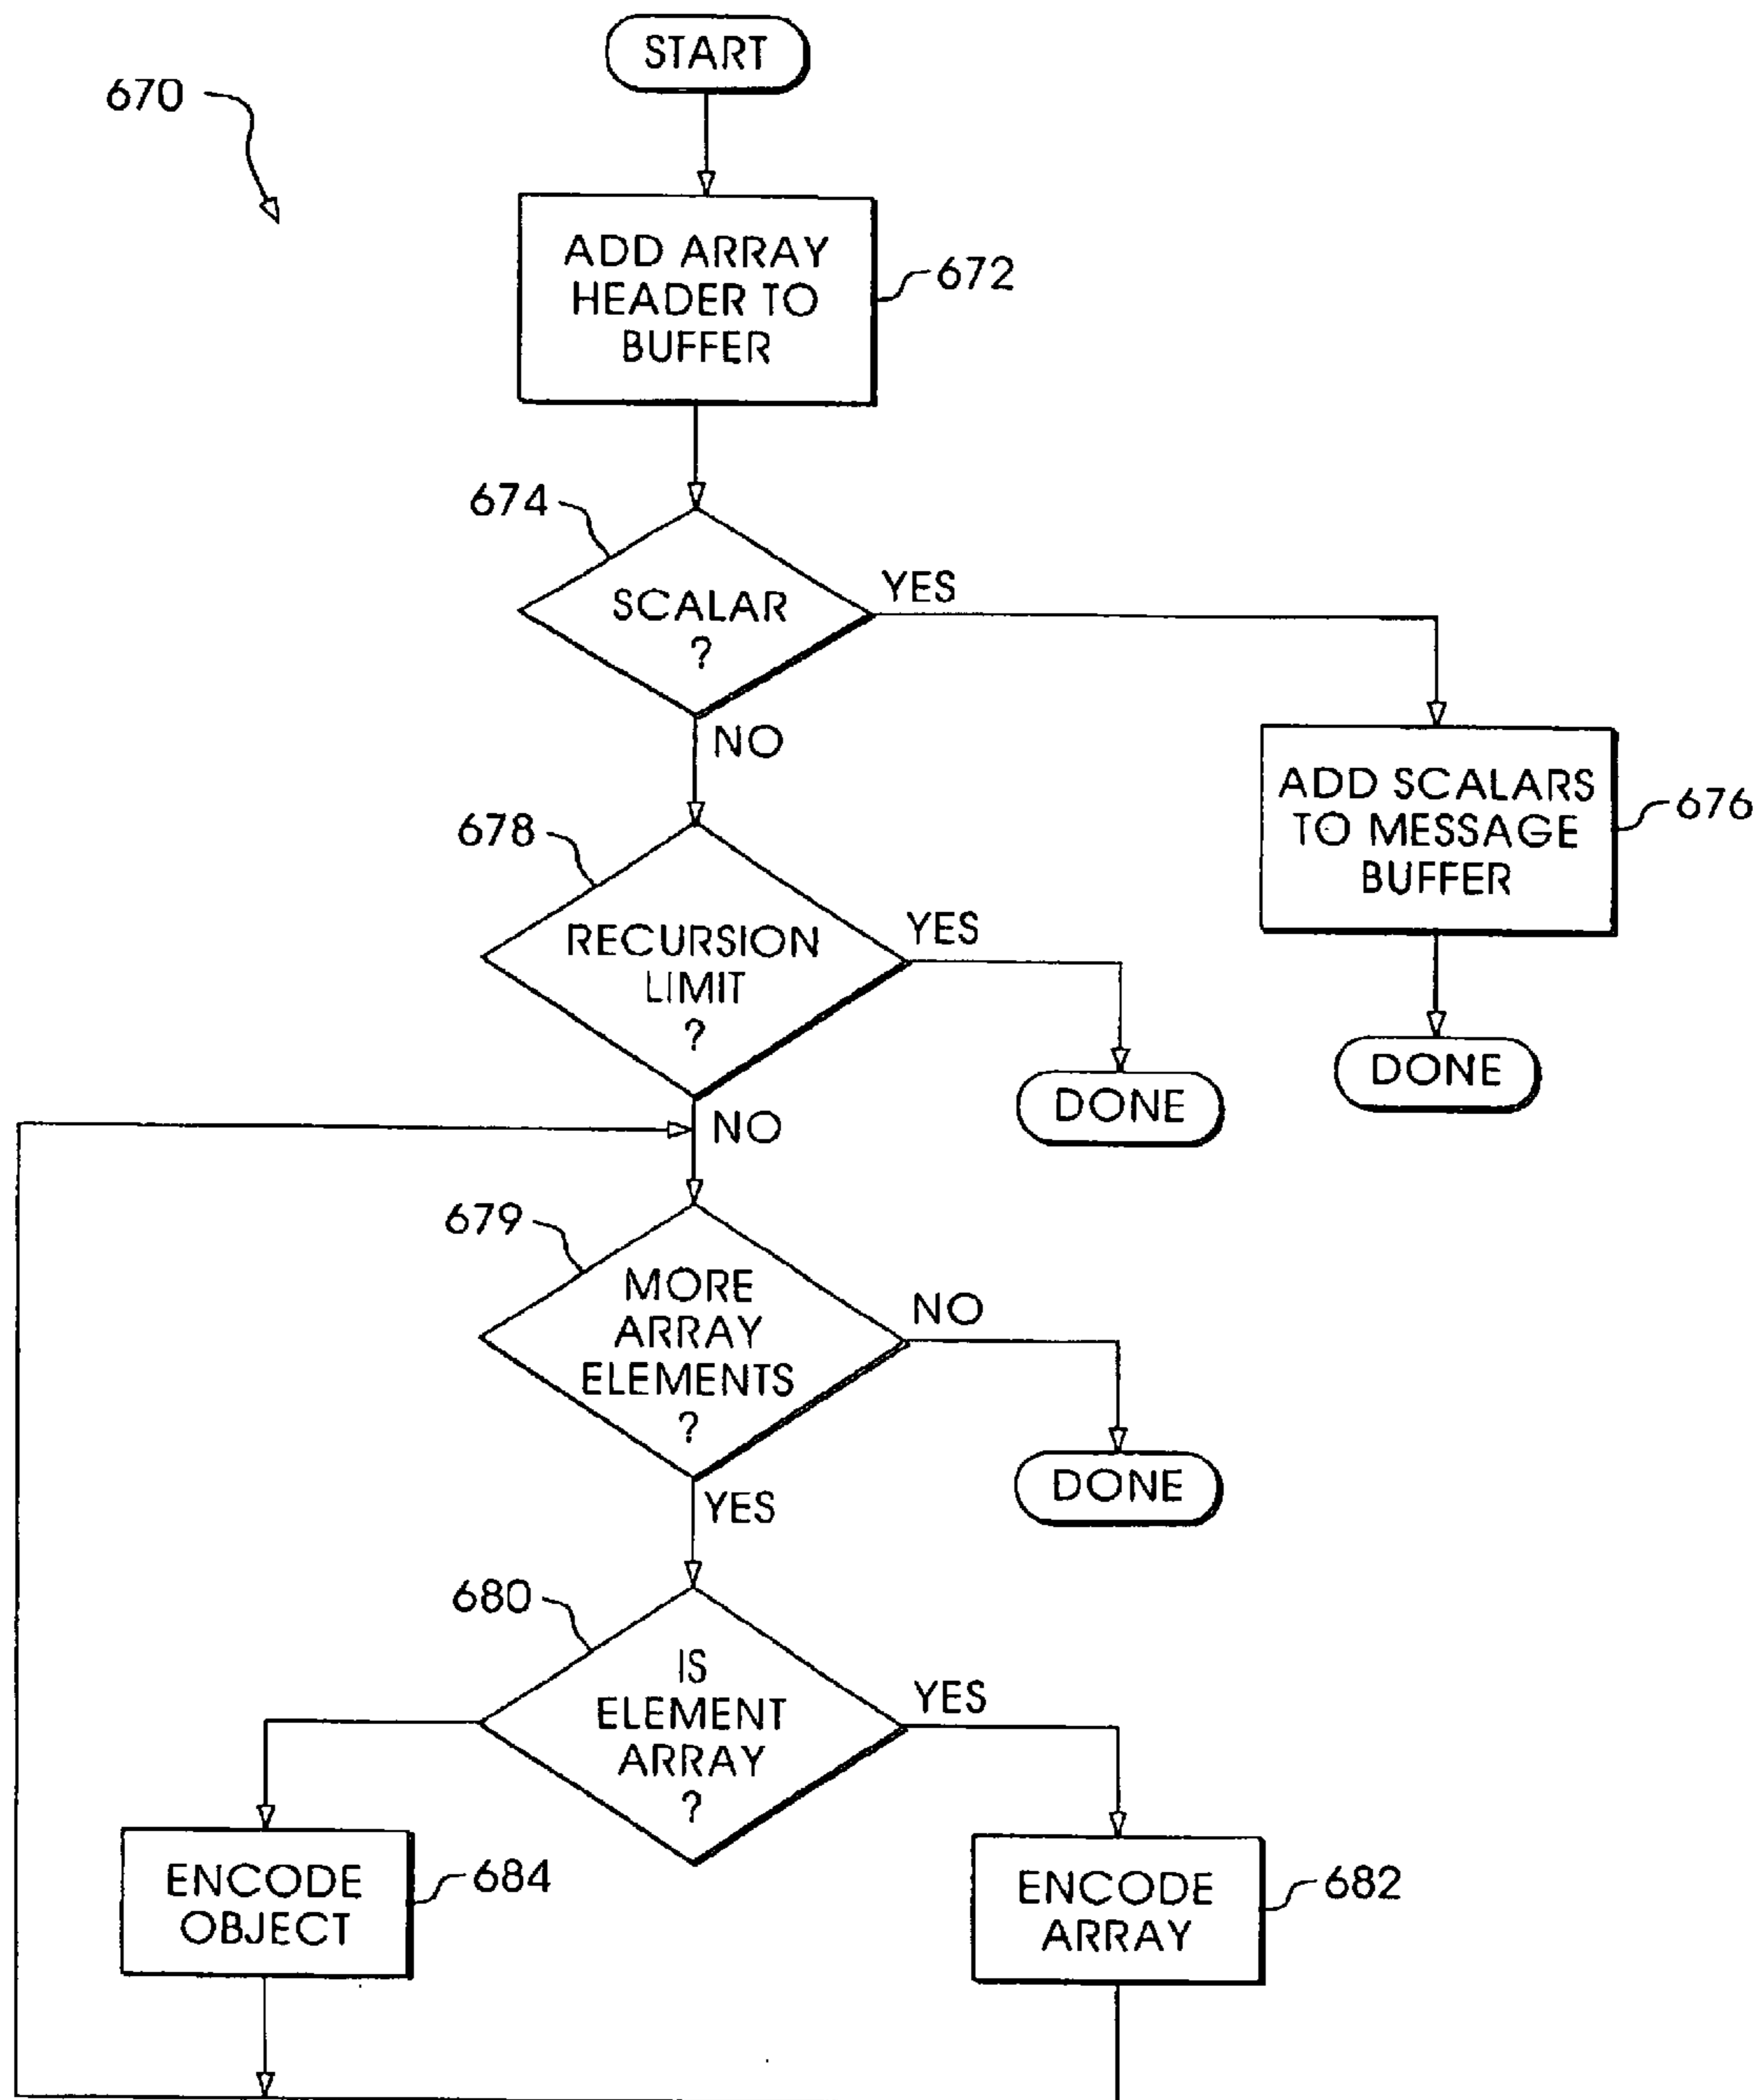 START
670
ADD ARRAY
HEADER TO
BUFFER
672
674
SCALAR
?
YES
NO
ADD SCALARS
TO MESSAGE
BUFFER
676
DONE
678
RECURSION
LIMIT
?
YES
DONE
NO
679
MORE
ARRAY
ELEMENTS
?
NO
DONE
YES
680
IS
ELEMENT
ARRAY
?
YES
ENCODE
OBJECT
684
ENCODE
ARRAY
682